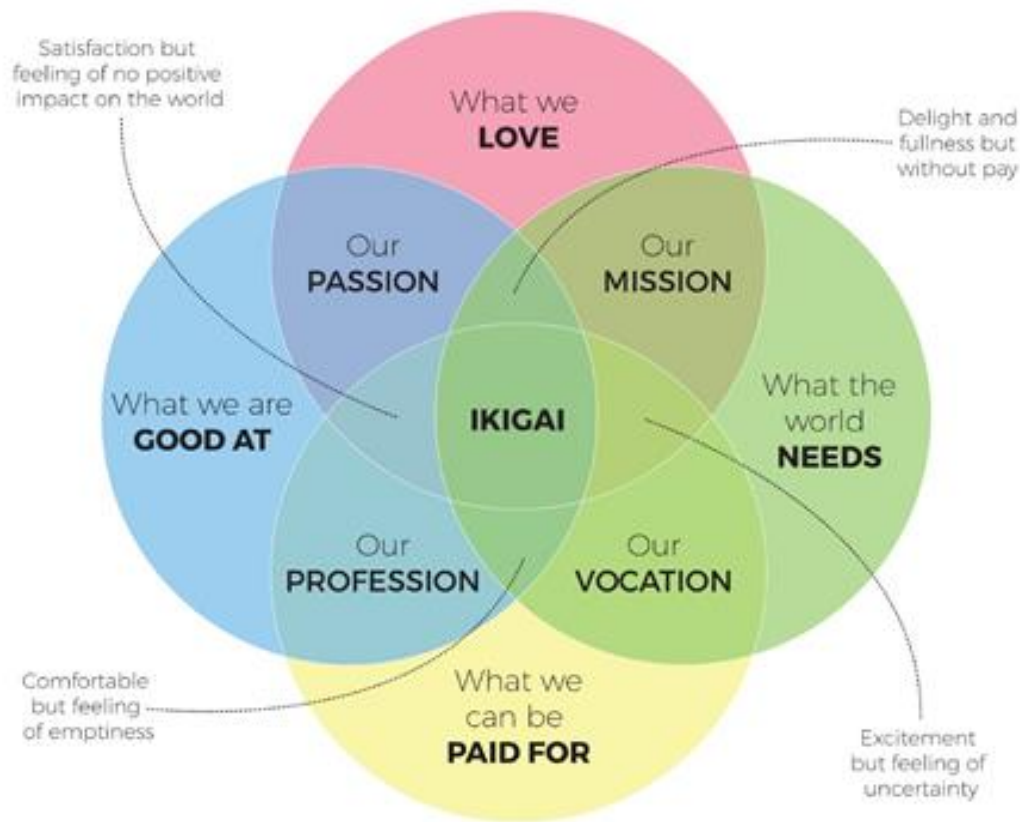 Satisfaction but
feeling of no positive
impact on the world
What we
LOVE
Delight and
fullness but
without pay
Our
PASSION
Our
MISSION
What we are
GOOD AT
IKIGAI
What the
world
NEEDS
Our
PROFESSION
Our
VOCATION
Comfortable
but feeling
of emptiness
What we
can be
PAID FOR
Excitement
but feeling of
uncertainty